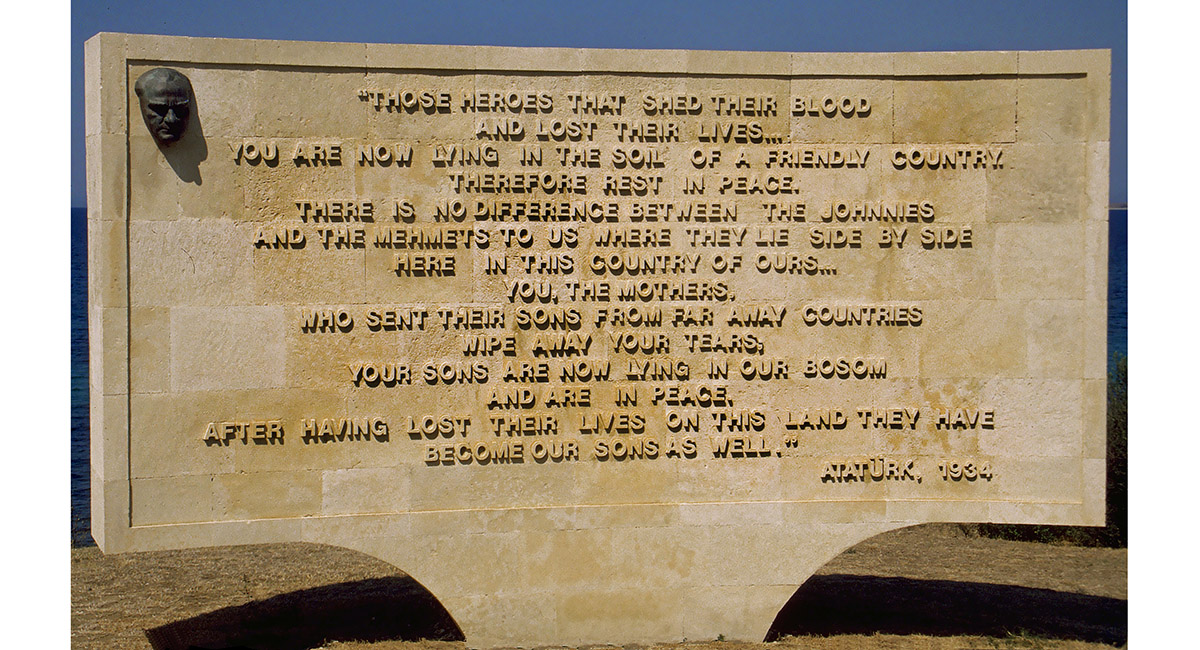 "THOSE HEROES THAT SHED THEIR BLOOD
AND LOST THEIR LIVES...
YOU ARE NOW LYING IN THE SOIL OF A FRIENDLY COUNTRY.
THEREFORE REST IN PEACE.
THERE IS NO DIFFERENCE BETWEEN THE JOHNNIES
AND THE MEHMETS TO US WHERE THEY LIE SIDE BY SIDE
HERE IN THIS COUNTRY OF OURS...
YOU, THE MOTHERS,
WHO SENT THEIR SONS FROM FAR AWAY COUNTRIES
WIPE AWAY YOUR TEARS;
YOUR SONS ARE NOW LYING IN OUR BOSOM
AND ARE IN PEACE.
AFTER HAVING LOST THEIR LIVES ON THIS LAND THEY HAVE
BECOME OUR SONS AS WELL."
ATATÜRK, 1934